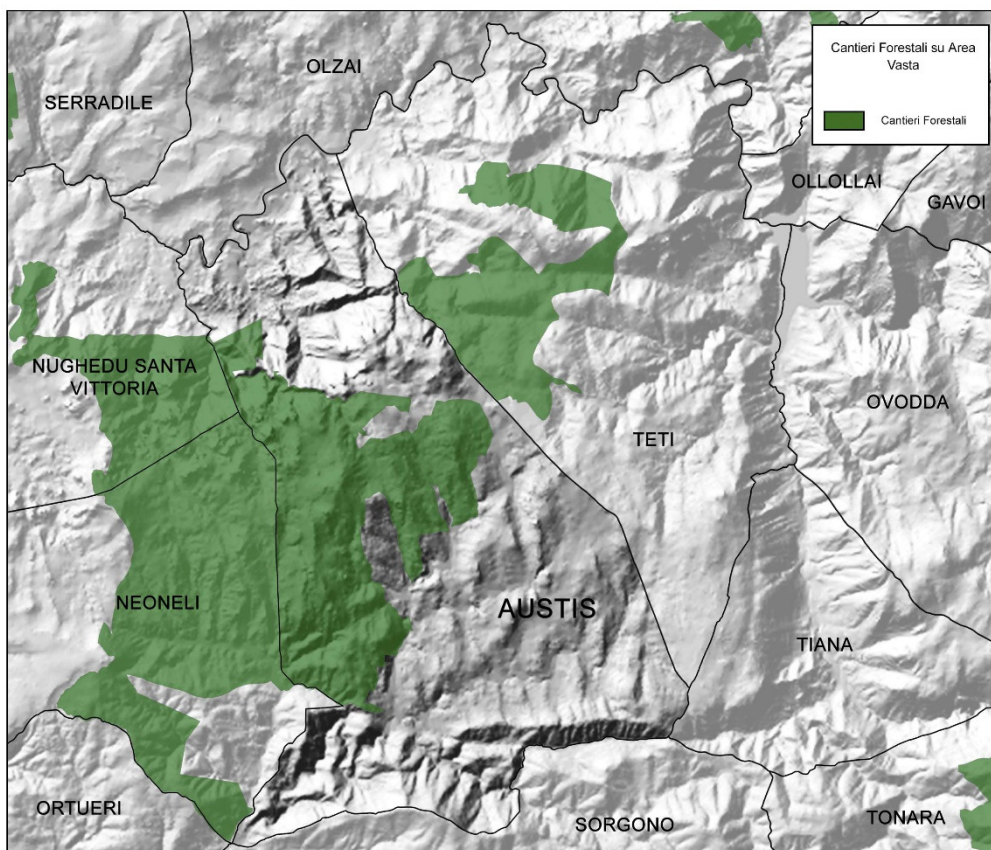 Cantieri Forestali su Area
Vasta
Cantieri Forestali
OLZAI
SERRADILE
OLLOLLAI
GAVOI
NUGHEDU SANTA
VITTORIA
OVODDA
TETI
NEONELI
AUSTIS
TIANA
ORTUERI
SORGONO
TONARA